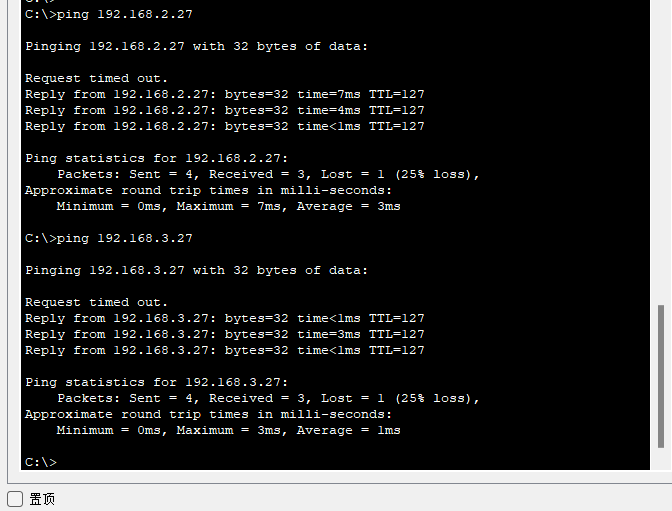 C:\>
C:\>ping 192.168.2.27
Pinging 192.168.2.27 with 32 bytes of data:
Request timed out.
Reply from 192.168.2.27: bytes=32 time=7ms TTL=127
Reply from 192.168.2.27: bytes=32 time=4ms TTL=127
Reply from 192.168.2.27: bytes=32 time<1ms TTL=127
Ping statistics for 192.168.2.27:
    Packets: Sent = 4, Received = 3, Lost = 1 (25% loss),
Approximate round trip times in milli-seconds:
    Minimum = 0ms, Maximum = 7ms, Average = 3ms
C:\>ping 192.168.3.27
Pinging 192.168.3.27 with 32 bytes of data:
Request timed out.
Reply from 192.168.3.27: bytes=32 time<1ms TTL=127
Reply from 192.168.3.27: bytes=32 time=3ms TTL=127
Reply from 192.168.3.27: bytes=32 time<1ms TTL=127
Ping statistics for 192.168.3.27:
    Packets: Sent = 4, Received = 3, Lost = 1 (25% loss),
Approximate round trip times in milli-seconds:
    Minimum = 0ms, Maximum = 3ms, Average = 1ms
C:\>
置顶